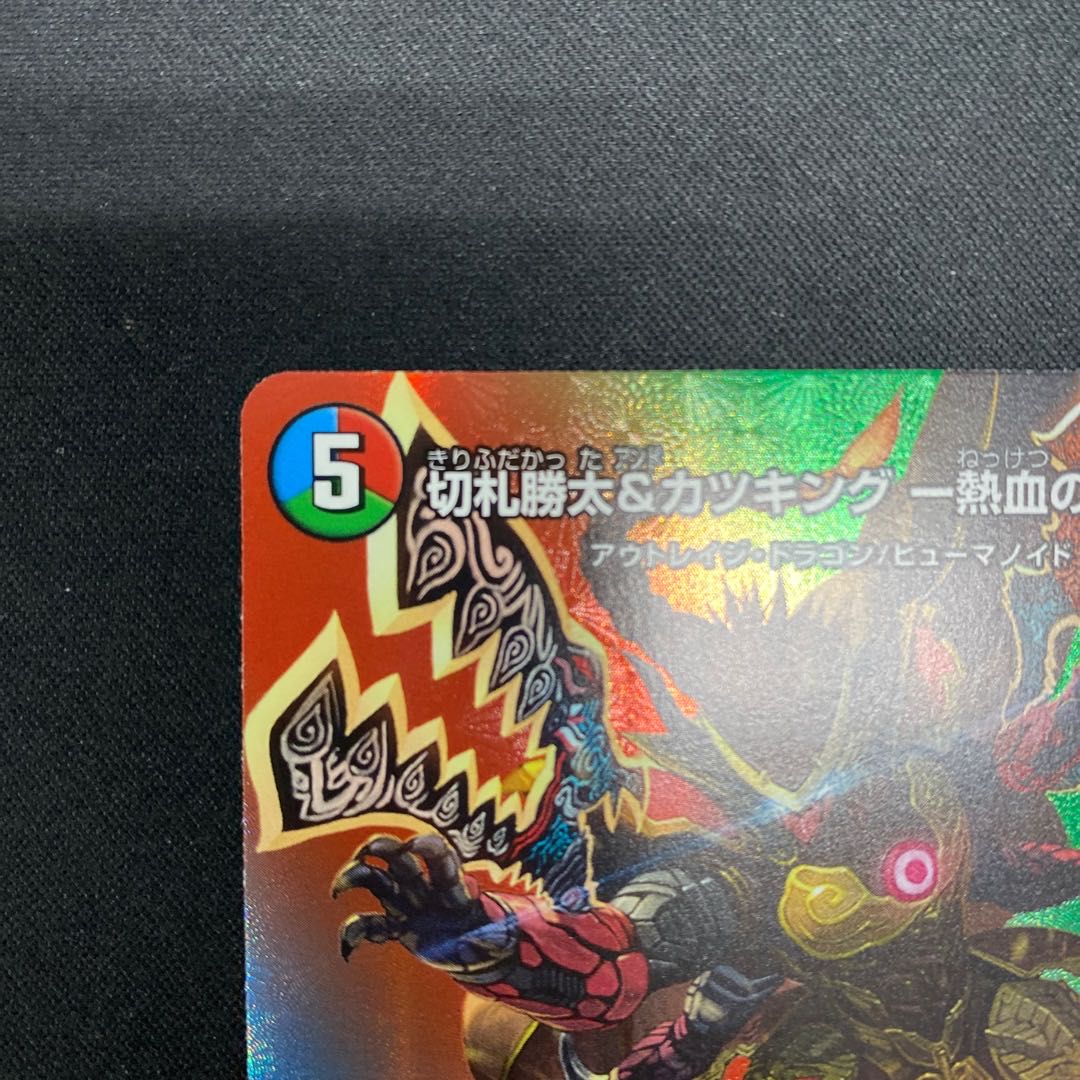 5
きりふだかった アンド ねっけつ
切札勝太&カツキング ー熱血の
アウトレイジ・ドラゴン/ヒューマノイド